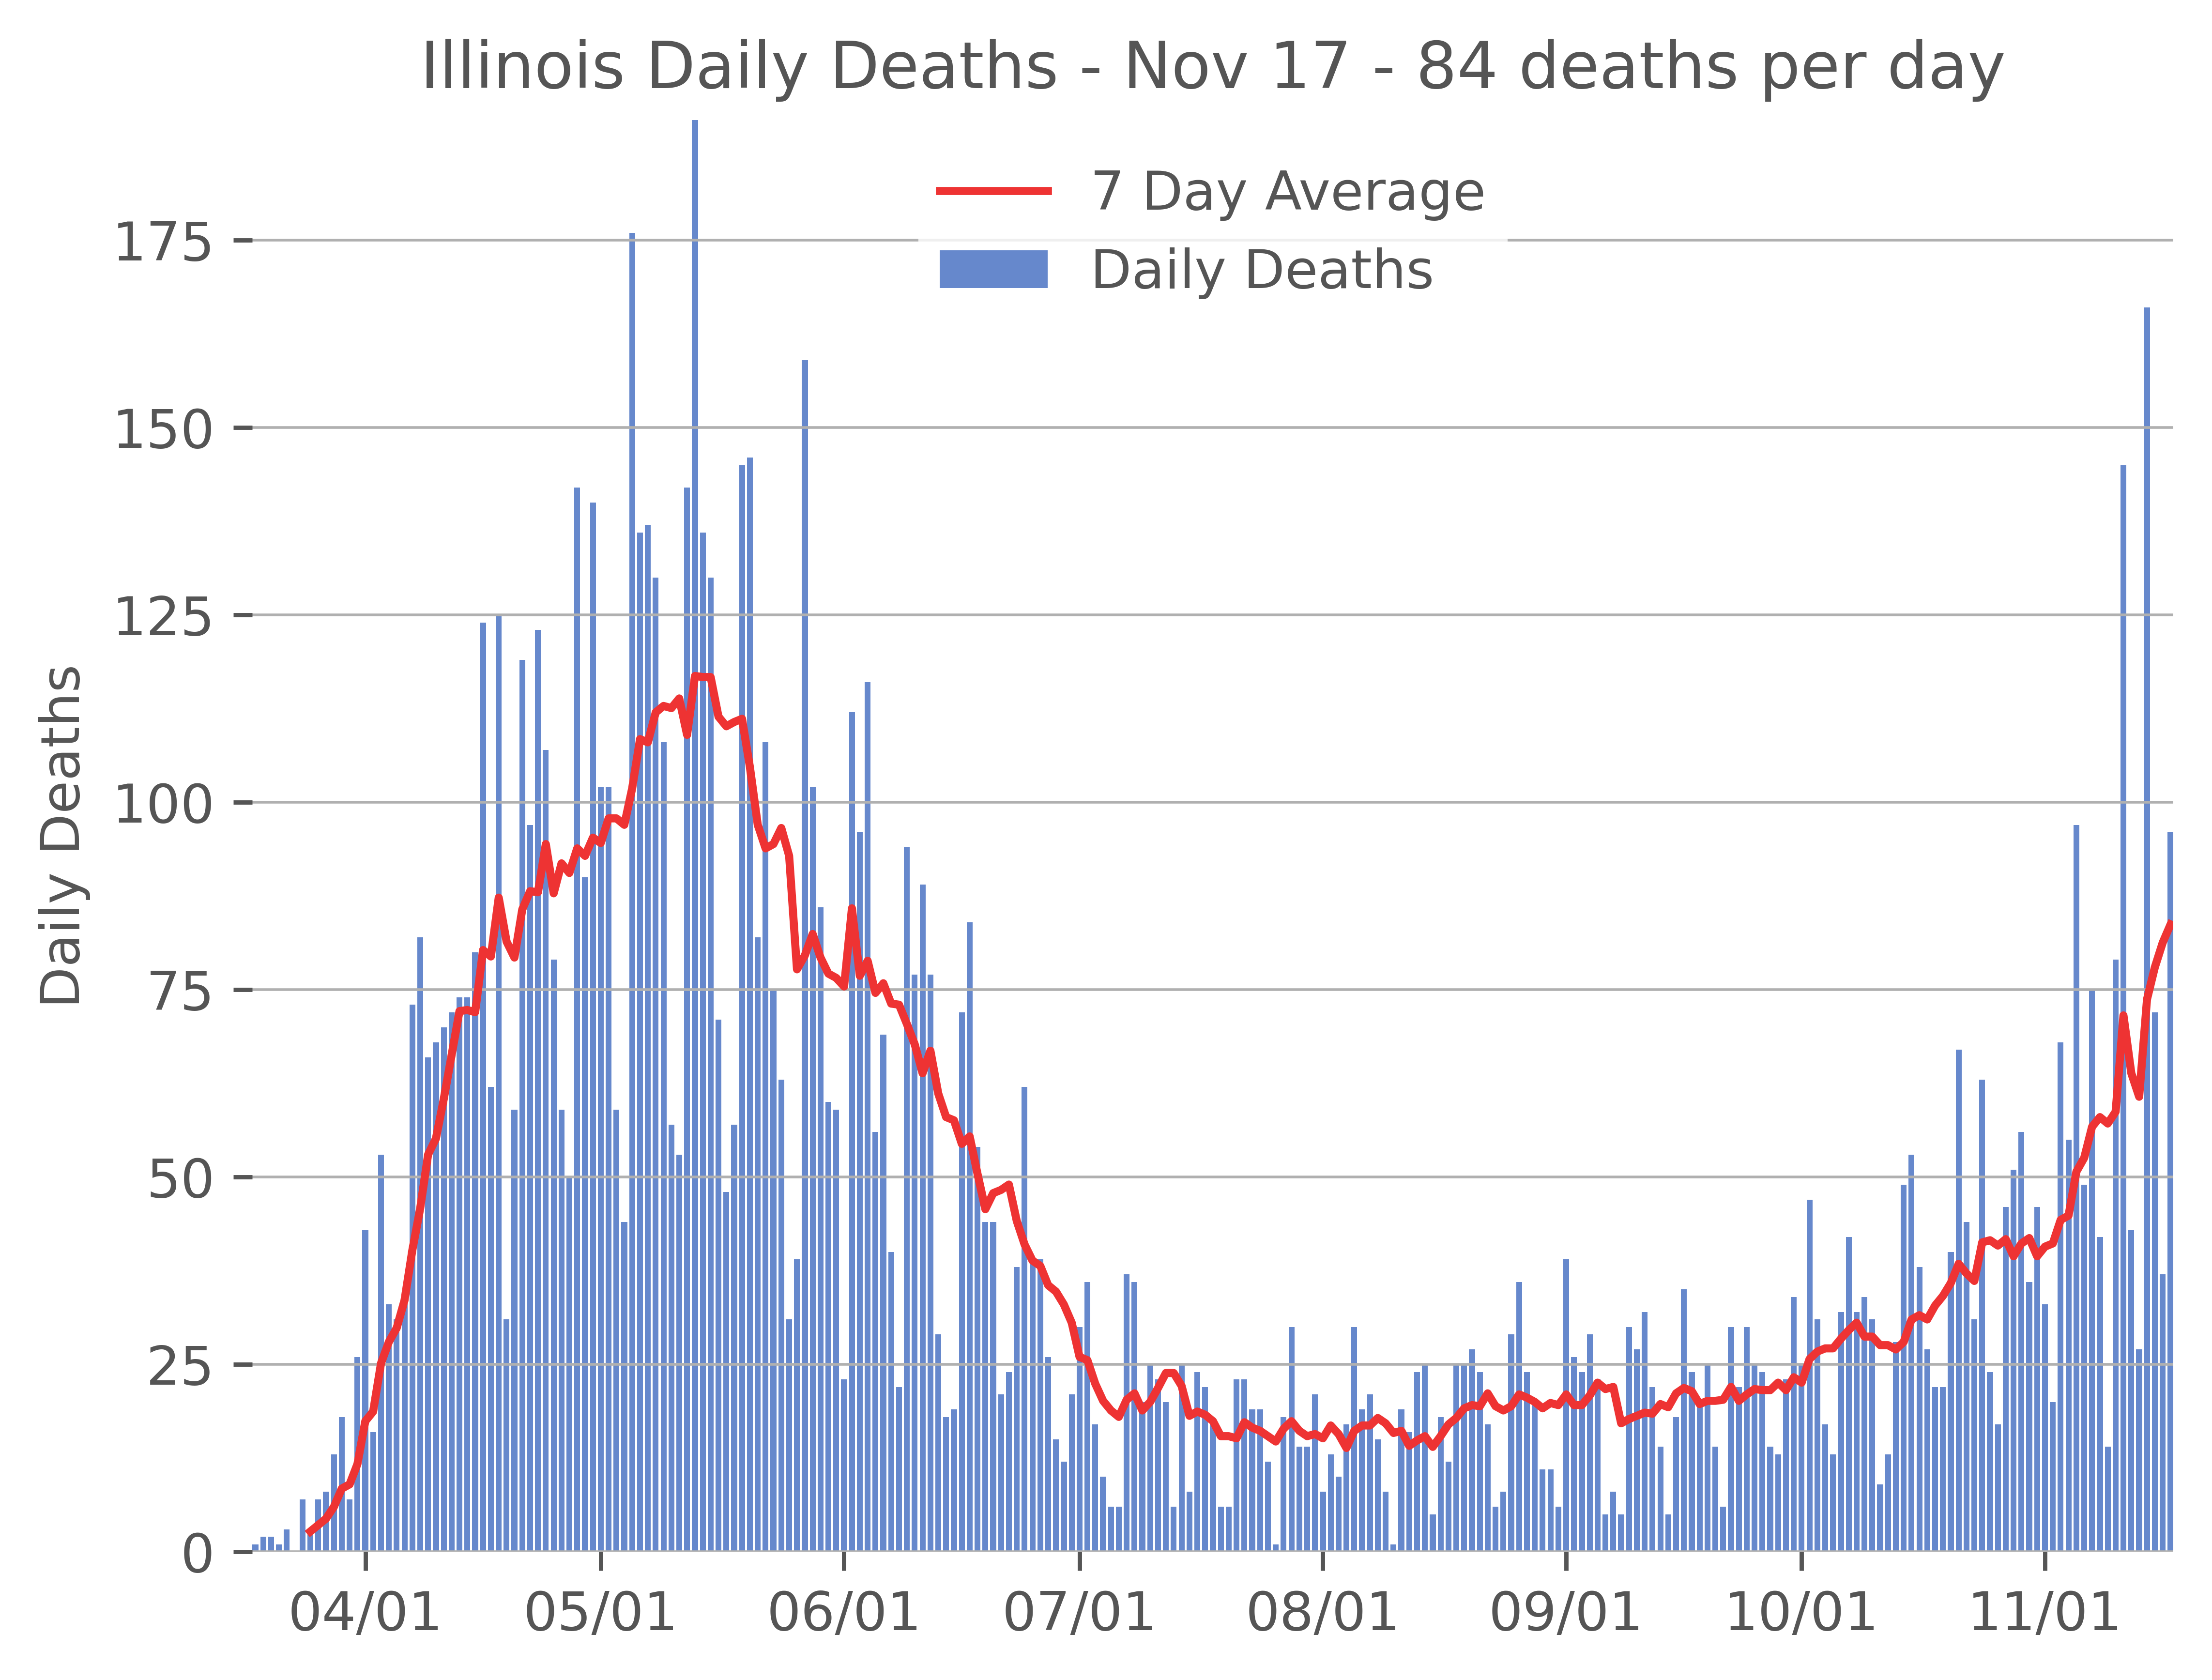 Illinois Daily Deaths - Nov 17 - 84 deaths per day
7 Day Average
Daily Deaths
Daily Deaths
175
150
125
100
75
50
25
0
04/01 05/01 06/01 07/01 08/01 09/01 10/01 11/01